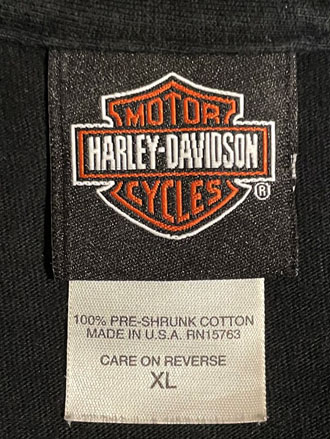 MOTOR
HARLEY-DAVIDSON
CYCLES
®
100% PRE-SHRUNK COTTON
MADE IN U.S.A. RN15763
CARE ON REVERSE
XL